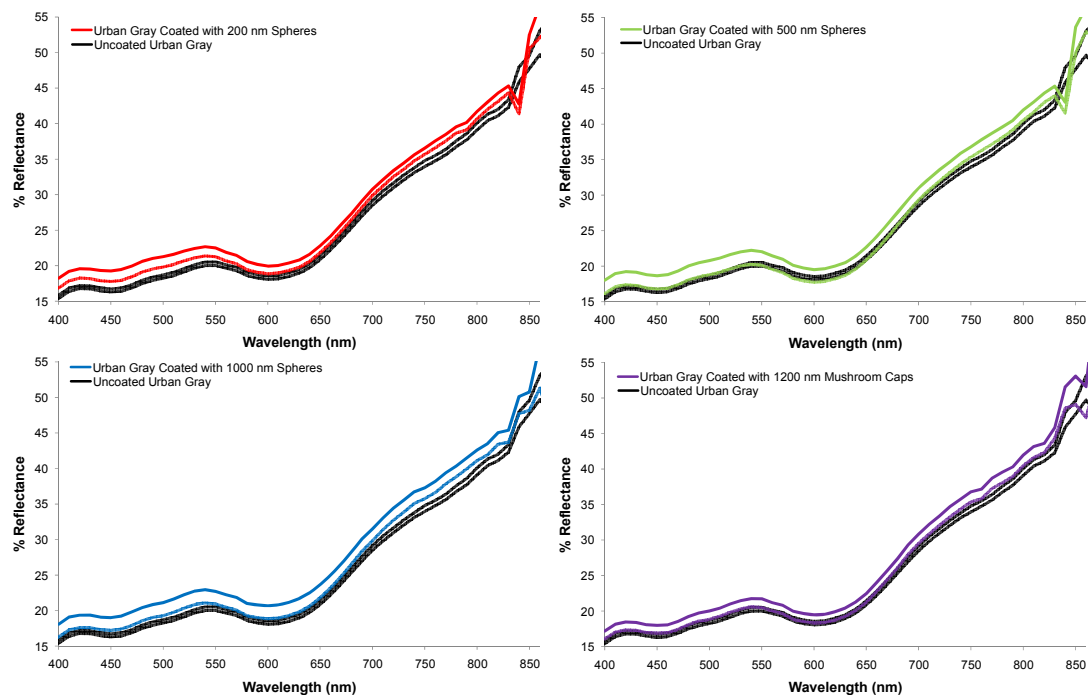 Urban Gray Coated with 200 nm Spheres
Uncoated Urban Gray
% Reflectance
55
50
45
40
35
30
25
20
15
400 450 500 550 600 650 700 750 800 850
Wavelength (nm)
Urban Gray Coated with 500 nm Spheres
Uncoated Urban Gray
% Reflectance
55
50
45
40
35
30
25
20
15
400 450 500 550 600 650 700 750 800 850
Wavelength (nm)
Urban Gray Coated with 1000 nm Spheres
Uncoated Urban Gray
% Reflectance
55
50
45
40
35
30
25
20
15
400 450 500 550 600 650 700 750 800 850
Wavelength (nm)
Urban Gray Coated with 1200 nm Mushroom Caps
Uncoated Urban Gray
% Reflectance
55
50
45
40
35
30
25
20
15
400 450 500 550 600 650 700 750 800 850
Wavelength (nm)